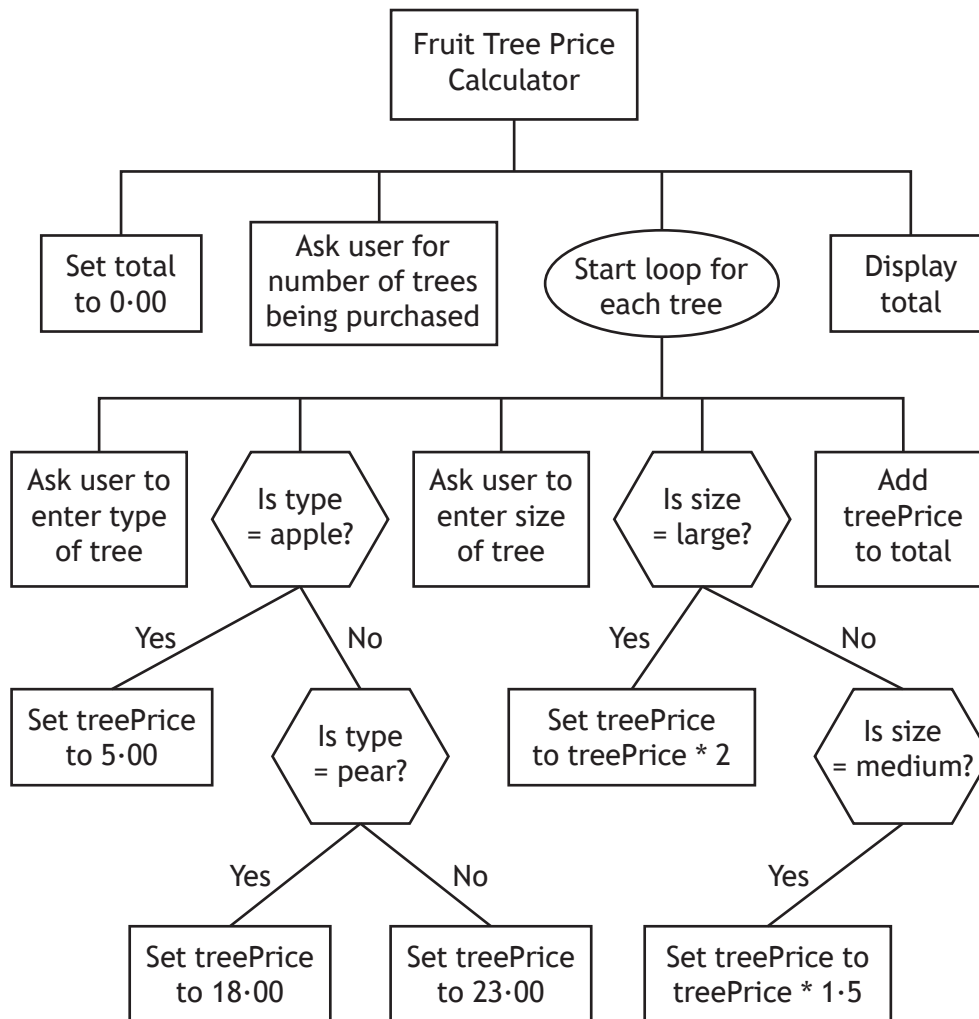 Fruit Tree Price
Calculator
Set total
to 0·00
Ask user for
number of trees
being purchased
Start loop for
each tree
Display
total
Ask user to
enter type
of tree
Is type
= apple?
Ask user to
enter size
of tree
Is size
= large?
Add
treePrice
to total
Yes
No
Yes
No
Set treePrice
to 5·00
Is type
= pear?
Set treePrice
to treePrice * 2
Is size
= medium?
Yes
No
Yes
Set treePrice
to 18·00
Set treePrice
to 23·00
Set treePrice to
treePrice * 1·5